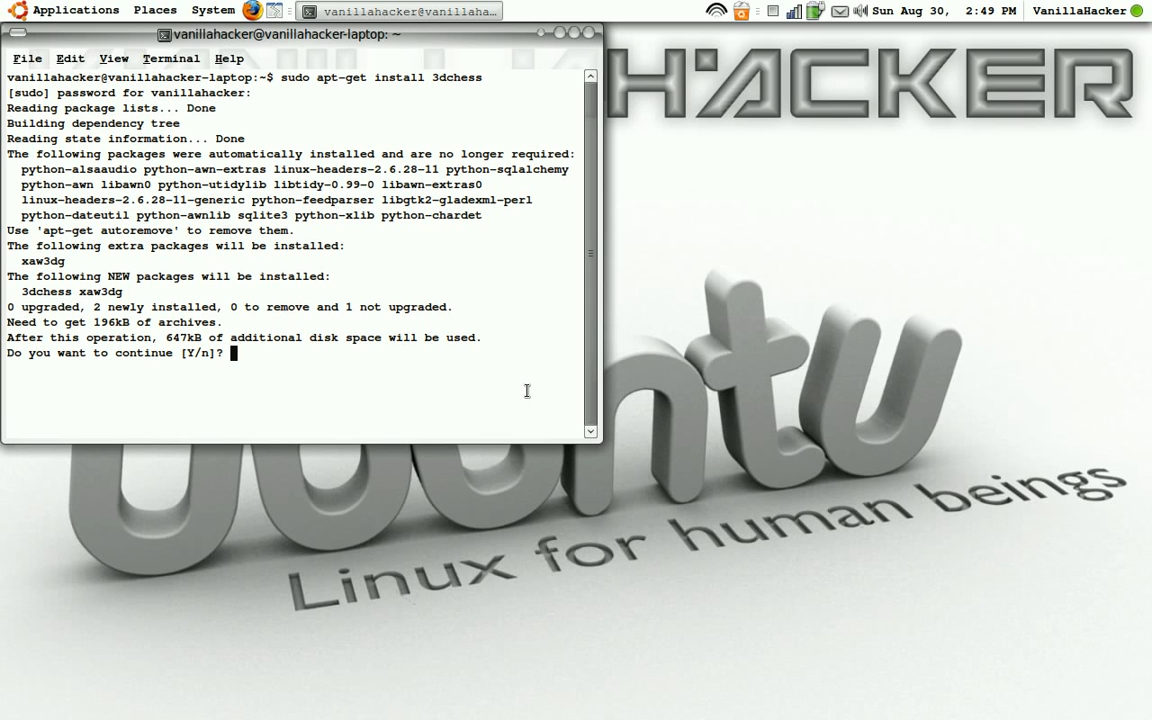 Applications Places System vanillahacker@vanillaha... Sun Aug 30, 2:49 PM VanillaHacker
vanillahacker@vanillahacker-laptop: ~
File Edit View Terminal Help
HACKER
vanillahacker@vanillahacker-laptop:~$ sudo apt-get install 3dchess
[sudo] password for vanillahacker:
Reading package lists... Done
Building dependency tree
Reading state information... Done
The following packages were automatically installed and are no longer required:
python-alsaaudio python-awn-extras linux-headers-2.6.28-11 python-sqlalchemy
python-awn libawn0 python-utidylib libtidy-0.99-0 libawn-extras0
linux-headers-2.6.28-11-generic python-feedparser libgtk2-gladexml-perl
python-dateutil python-awnlib sqlite3 python-xlib python-chardet
Use 'apt-get autoremove' to remove them.
The following extra packages will be installed:
xaw3dg
The following NEW packages will be installed:
3dchess xaw3dg
0 upgraded, 2 newly installed, 0 to remove and 1 not upgraded.
Need to get 196kB of archives.
After this operation, 647kB of additional disk space will be used.
Do you want to continue [Y/n]?
ubuntu
Linux for human beings